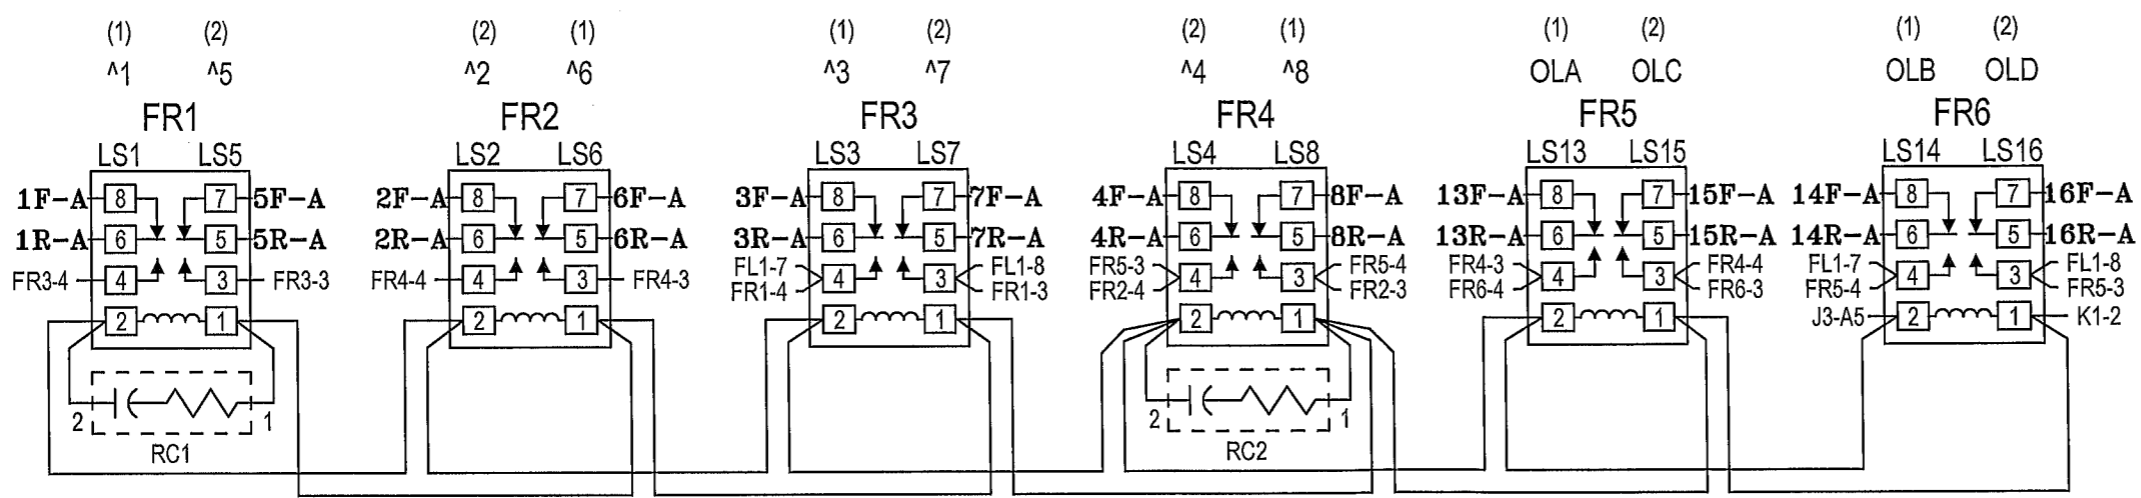 (1) (2) (2) (1) (1) (2) (2) (1) (1) (2) (1) (2)
^1 ^5 ^2 ^6 ^3 ^7 ^4 ^8 OLA OLC OLB OLD
FR1 FR2 FR3 FR4 FR5 FR6
LS1 LS5 LS2 LS6 LS3 LS7 LS4 LS8 LS13 LS15 LS14 LS16
1F-A 8 7 5F-A 2F-A 8 7 6F-A 3F-A 8 7 7F-A 4F-A 8 7 8F-A 13F-A 8 7 15F-A 14F-A 8 7 16F-A
1R-A 6 5 5R-A 2R-A 6 5 6R-A 3R-A 6 5 7R-A 4R-A 6 5 8R-A 13R-A 6 5 15R-A 14R-A 6 5 16R-A
FL1-7 FL1-8 FR5-3 FR5-4 FR4-3 FR4-4 FL1-7 FL1-8
FR3-4 4 3 FR3-3 FR4-4 4 3 FR4-3 4 3 4 3 4 3 4 3
FR1-4 FR1-3 FR2-4 FR2-3 FR6-4 FR6-3 FR5-4 FR5-3
2 1 2 1 2 1 2 1 2 1 J3-A5 2 1 K1-2
2 1 2 1
RC1 RC2